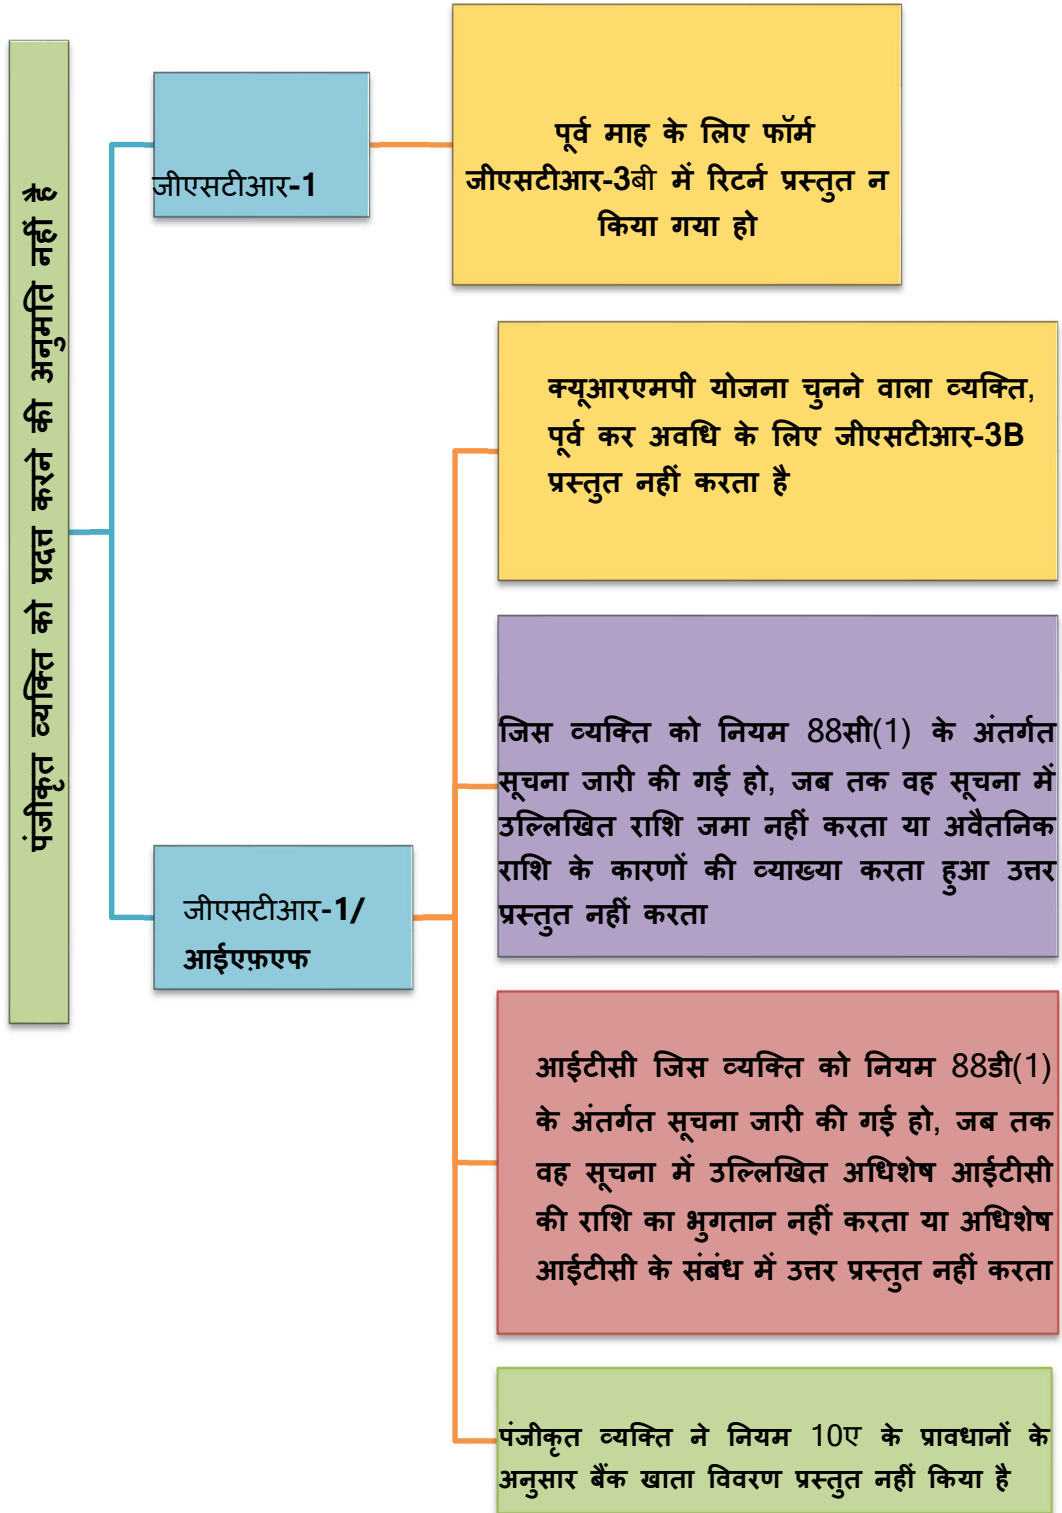 पंजीकृत व्यक्ति को प्रदत्त करने की अनुमति नहीं है
जीएसटीआर-1
पूर्व माह के लिए फॉर्म
जीएसटीआर-3बी में रिटर्न प्रस्तुत न
किया गया हो
क्यूआरएमपी योजना चुनने वाला व्यक्ति,
पूर्व कर अवधि के लिए जीएसटीआर-3B
प्रस्तुत नहीं करता है
जिस व्यक्ति को नियम 88सी(1) के अंतर्गत
सूचना जारी की गई हो, जब तक वह सूचना में
उल्लिखित राशि जमा नहीं करता या अवैतनिक
राशि के कारणों की व्याख्या करता हुआ उत्तर
प्रस्तुत नहीं करता
जीएसटीआर-1/
आईएफ़एफ
आईटीसी जिस व्यक्ति को नियम 88डी(1)
के अंतर्गत सूचना जारी की गई हो, जब तक
वह सूचना में उल्लिखित अधिशेष आईटीसी
की राशि का भुगतान नहीं करता या अधिशेष
आईटीसी के संबंध में उत्तर प्रस्तुत नहीं करता
पंजीकृत व्यक्ति ने नियम 10ए के प्रावधानों के
अनुसार बैंक खाता विवरण प्रस्तुत नहीं किया है